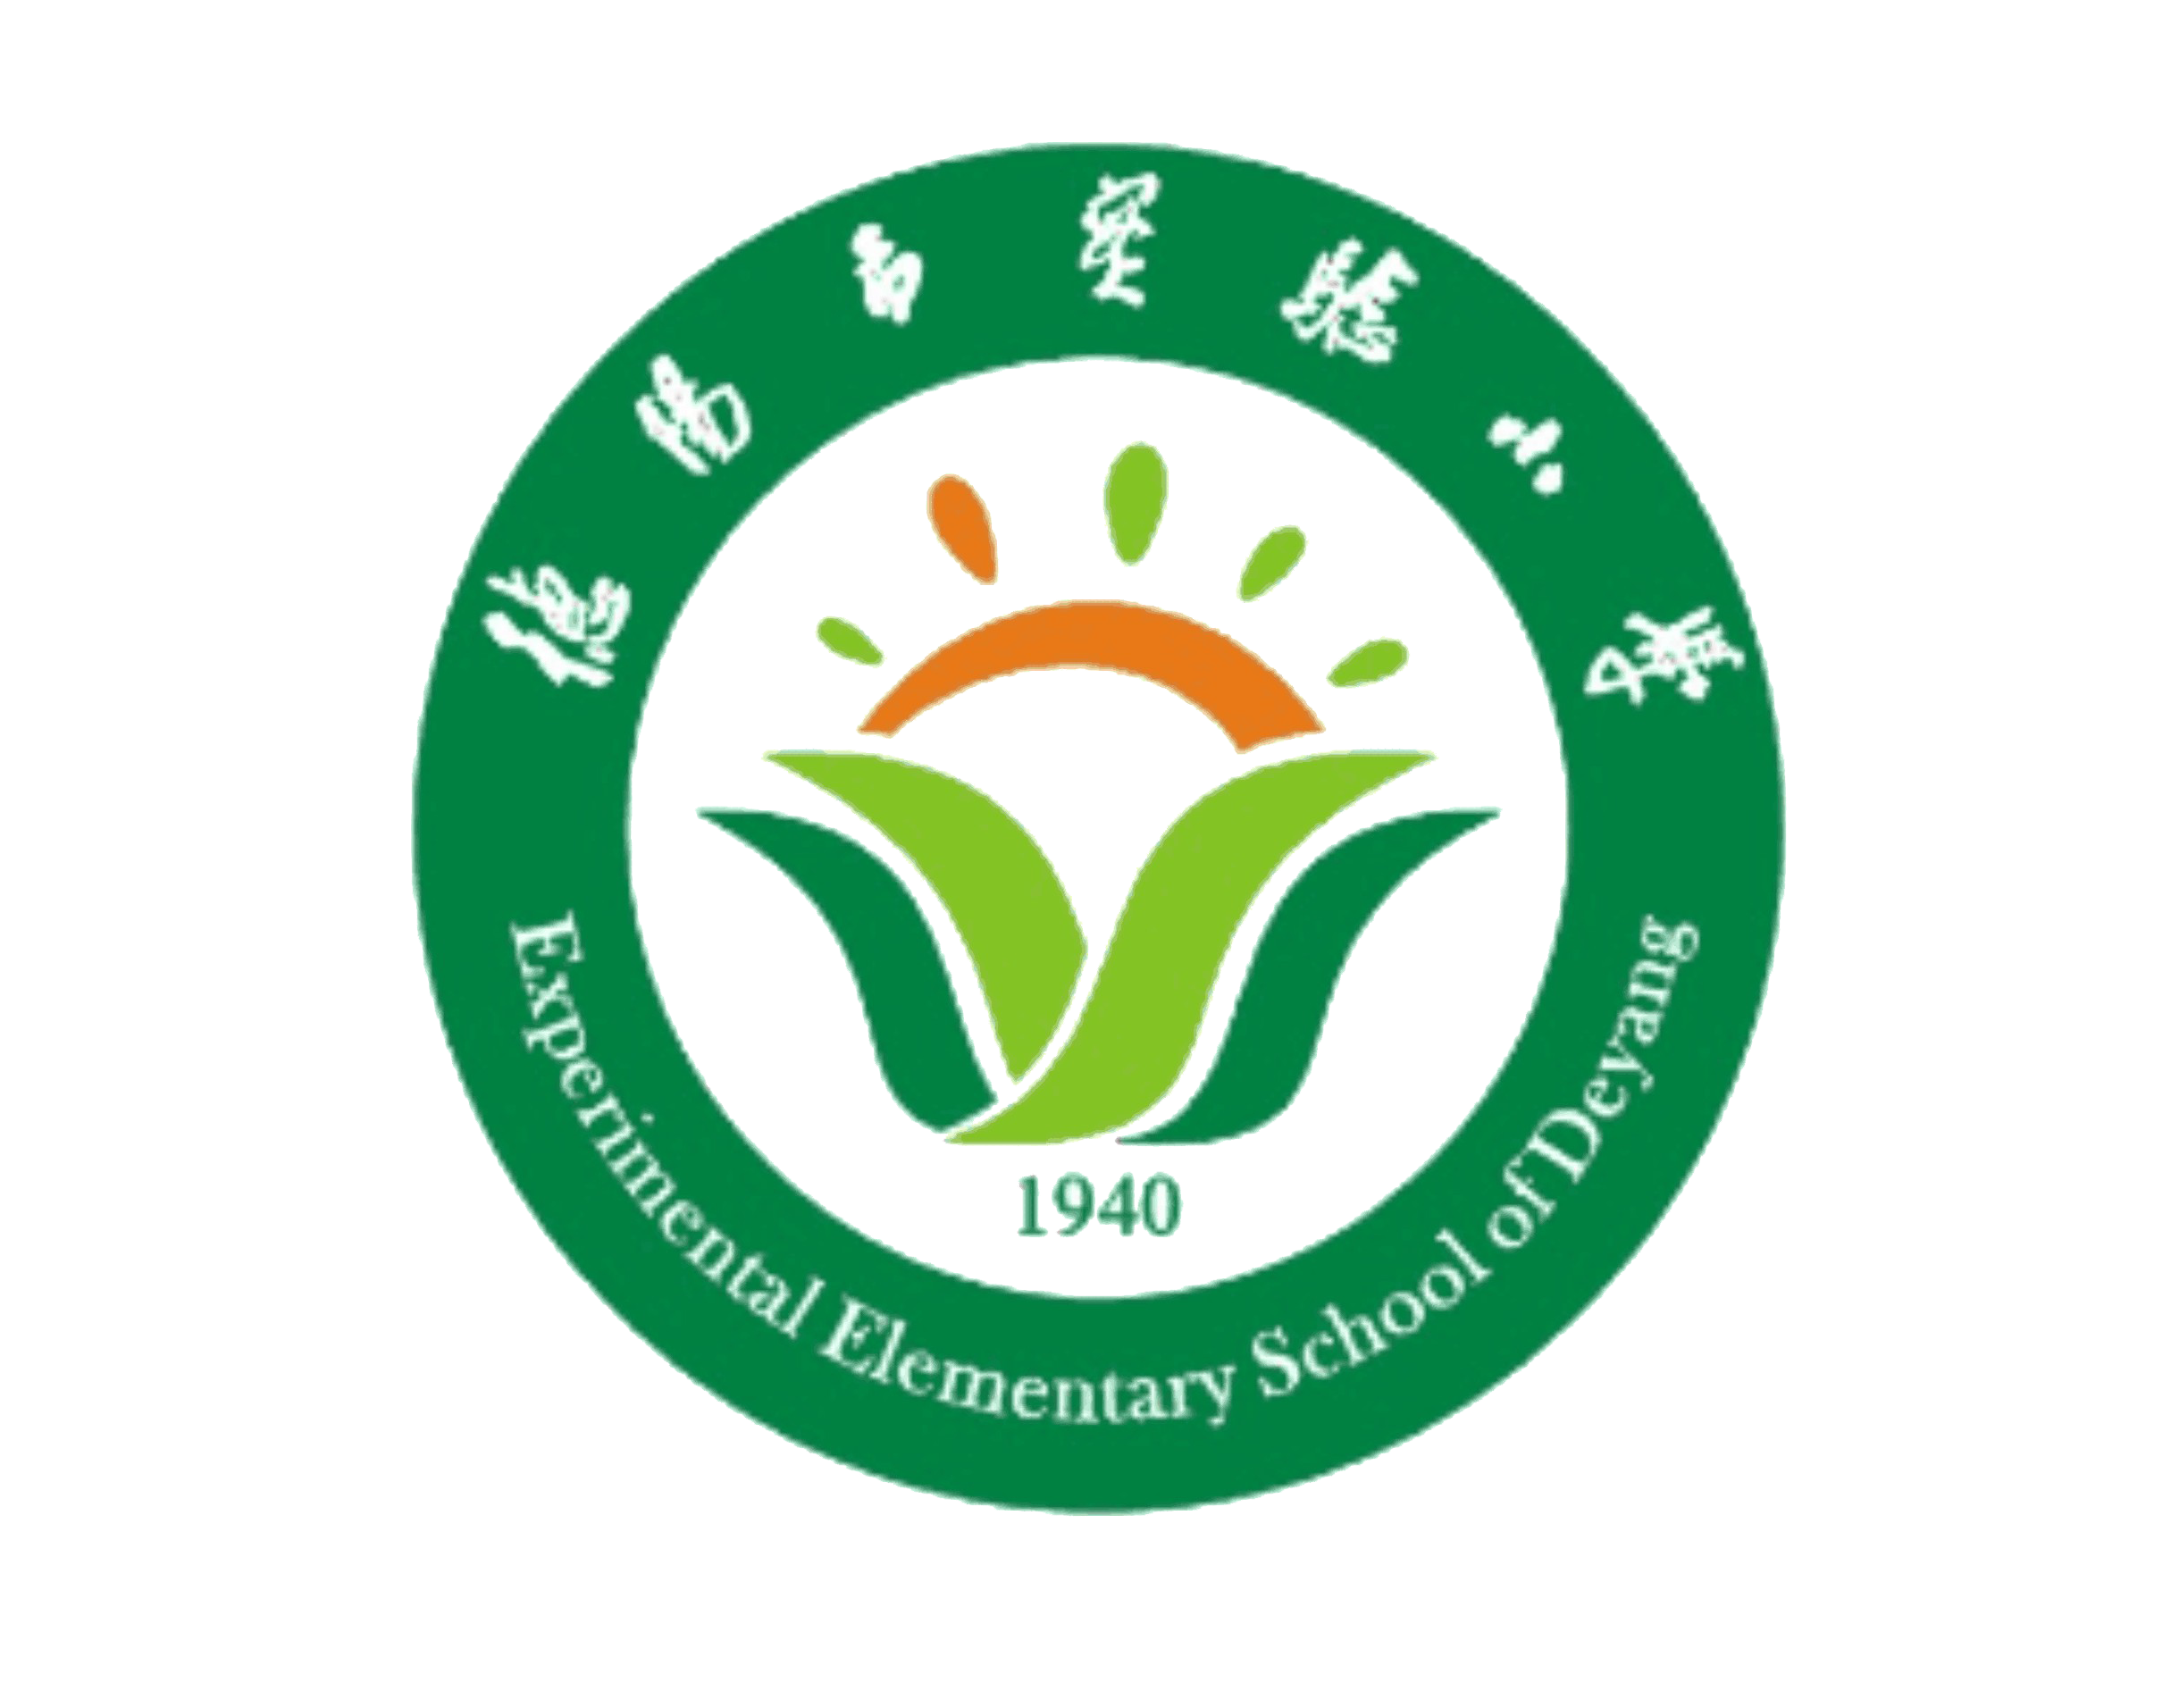 德阳市实验小学
1940
Experimental Elementary School of Deyang